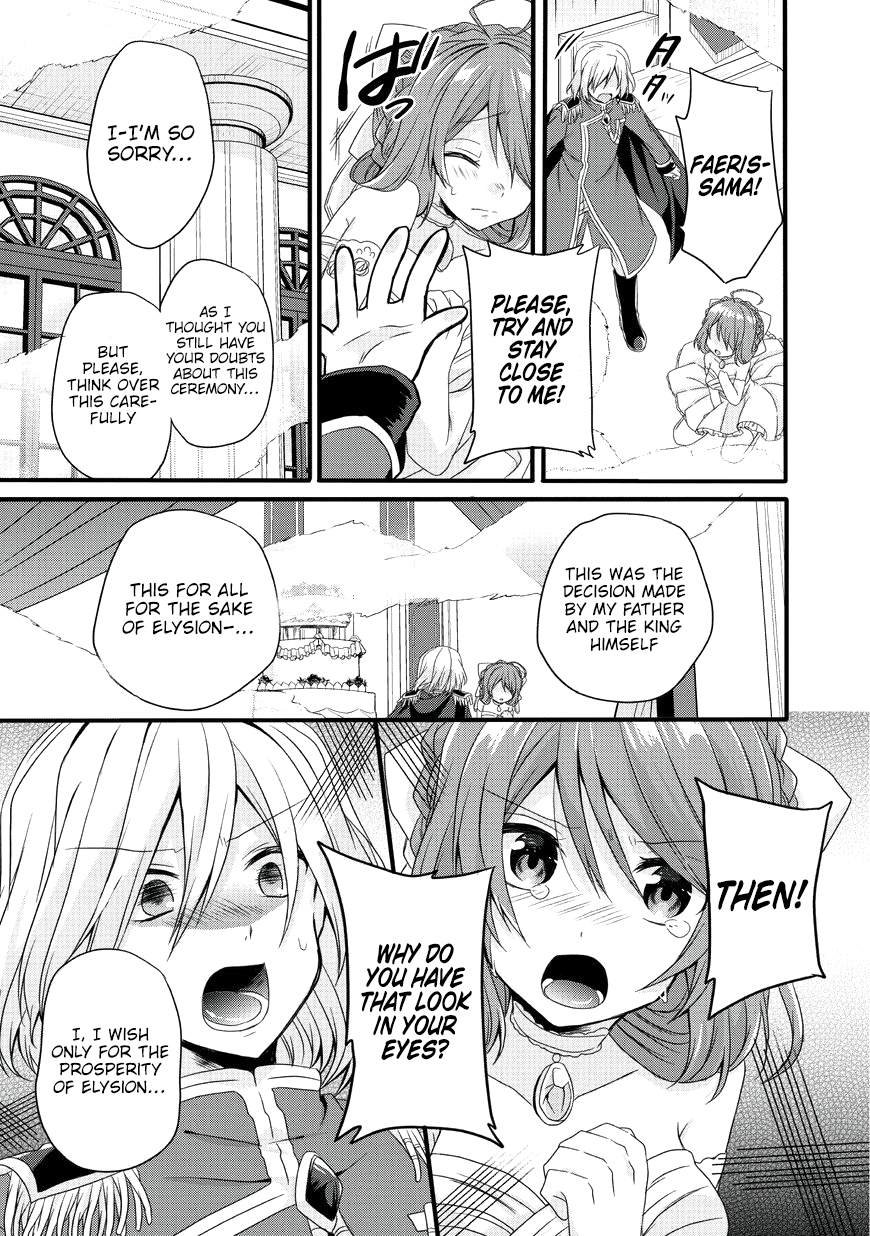 タ
タッ
FAERIS-
SAMA!
PLEASE,
TRY AND
STAY
CLOSE
TO ME!
ばっ
I-I'M SO
SORRY...
AS I
THOUGHT YOU
STILL HAVE
YOUR DOUBTS
ABOUT THIS
CEREMONY...
BUT
PLEASE,
THINK OVER
THIS CARE-
FULLY
THIS WAS THE
DECISION MADE
BY MY FATHER
AND THE KING
HIMSELF
THIS FOR ALL
FOR THE SAKE
OF ELYSION-...
THEN!
WHY DO
YOU HAVE
THAT LOOK
IN YOUR
EYES?
I, I WISH
ONLY FOR THE
PROSPERITY
OF ELYSION...